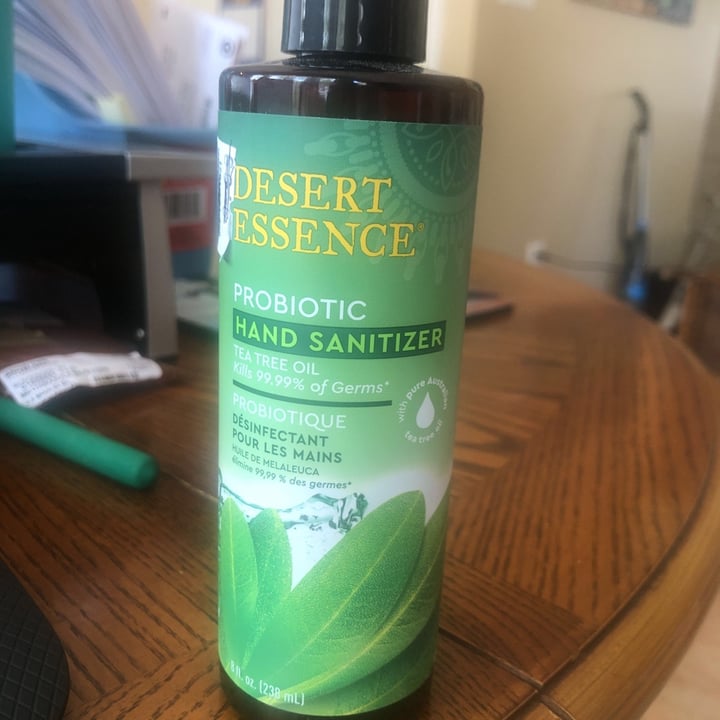 DESERT
ESSENCE®
PROBIOTIC
HAND SANITIZER
TEA TREE OIL
Kills 99.99% of Germs*
with pure Australian
tea tree oil
PROBIOTIQUE
DÉSINFECTANT
POUR LES MAINS
HUILE DE MELALEUCA
élimine 99,99 % des germes*
8 fl. oz. (238 mL)